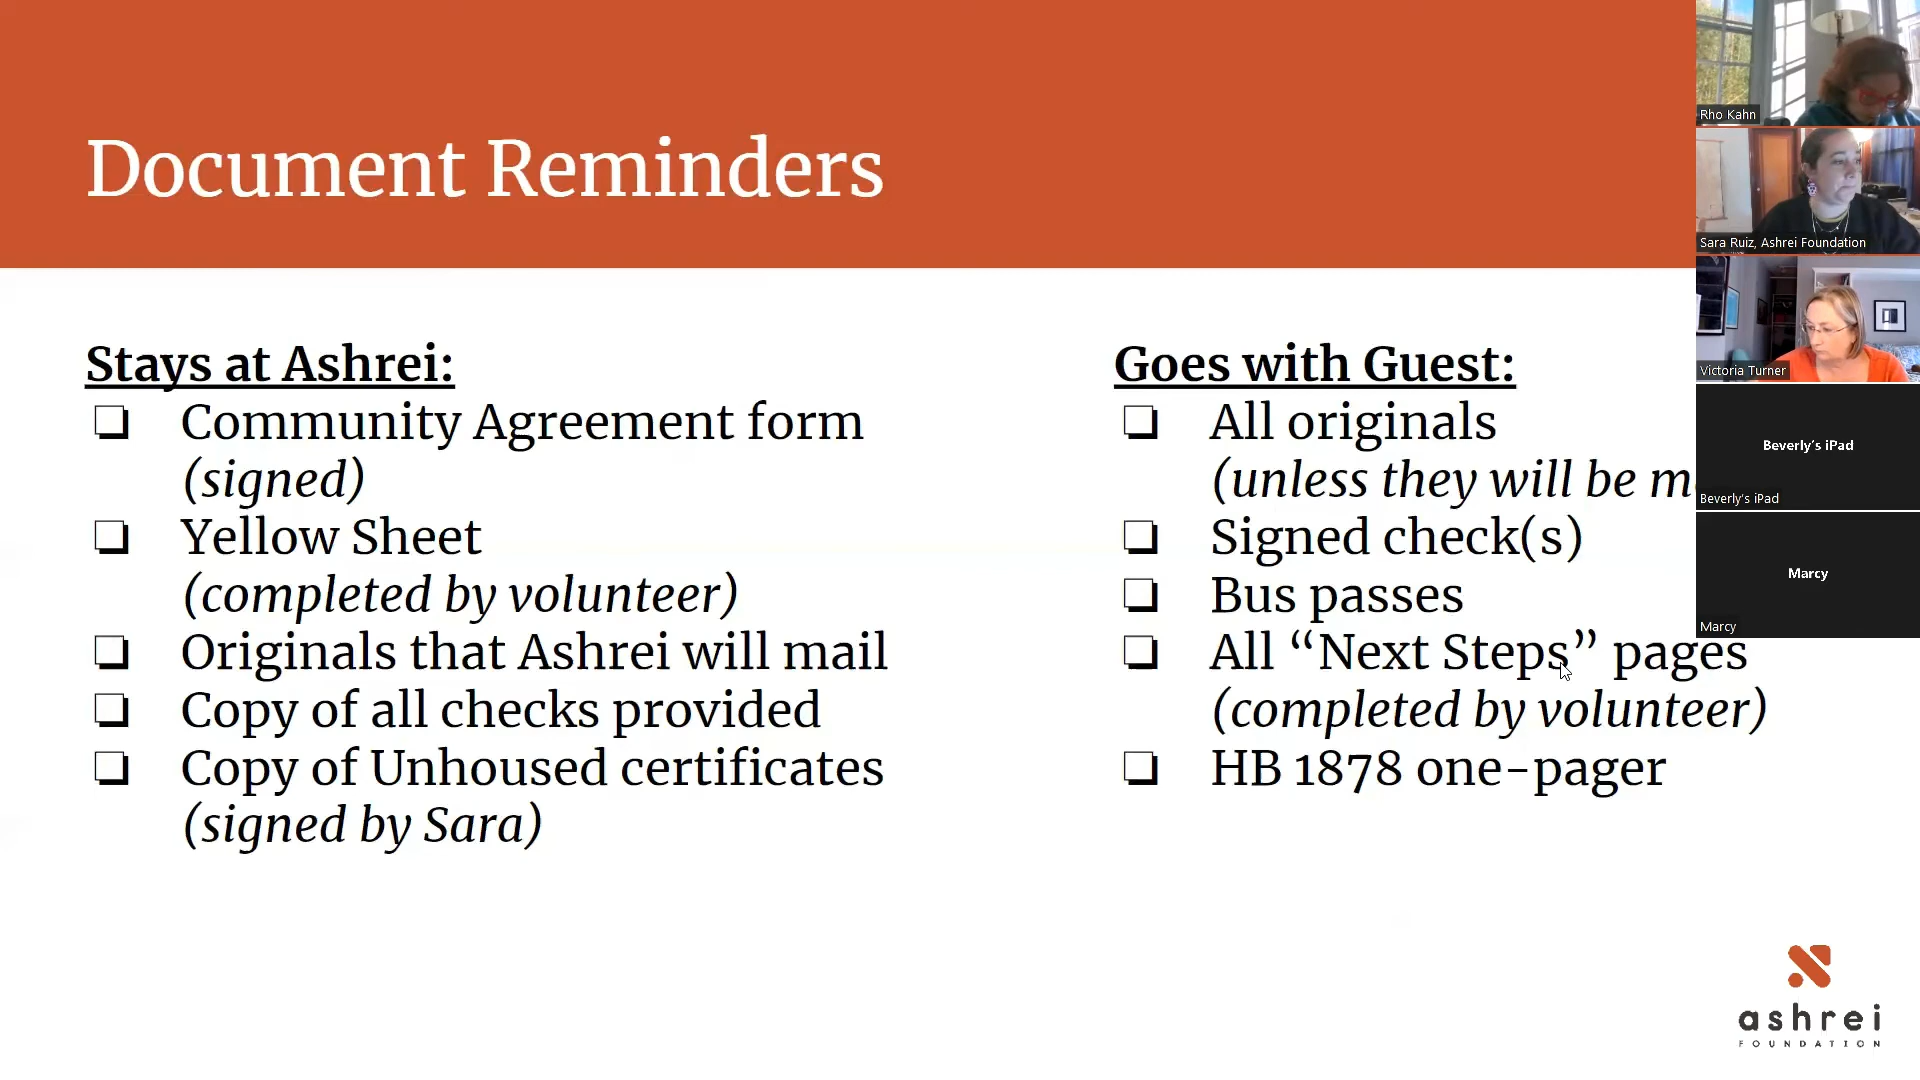 Document Reminders
Stays at Ashrei:
❏ Community Agreement form
(signed)
❏ Yellow Sheet
(completed by volunteer)
❏ Originals that Ashrei will mail
❏ Copy of all checks provided
❏ Copy of Unhoused certificates
(signed by Sara)
Goes with Guest:
❏ All originals
(unless they will be
❏ Signed check(s)
❏ Bus passes
❏ All “Next Steps” pages
(completed by volunteer)
❏ HB 1878 one-pager
Rho Kahn
Sara Ruiz, Ashrei Foundation
Victoria Turner
Beverly’s iPad
Beverly's iPad
Marcy
Marcy
ashrei
FOUNDATION